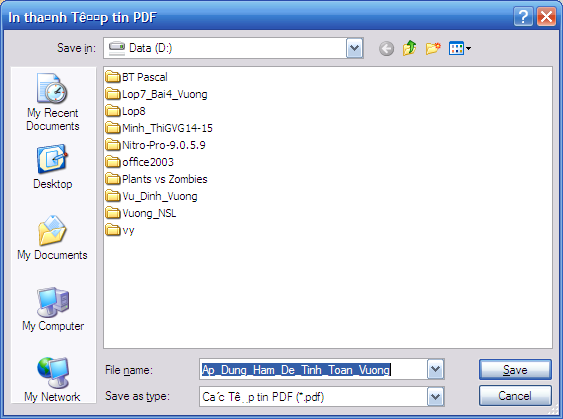 In tha¤nh Tê¤¤p tín PDF
Save in: Data (D:)
My Recent Documents
Desktop
My Documents
My Computer
My Network
BT Pascal
Lop7_Bai4_Vuong
Lop8
Minh_ThiGVG14-15
Nitro-Pro-9.0.5.9
office2003
Plants vs Zombies
Vu_Dinh_Vuong
Vuong_NSL
vy
File name: Ap_Dung_Ham_De_Tinh_Toan_Vuong
Save
Save as type: Ca´c Tê¸¸p tin PDF (*.pdf)
Cancel